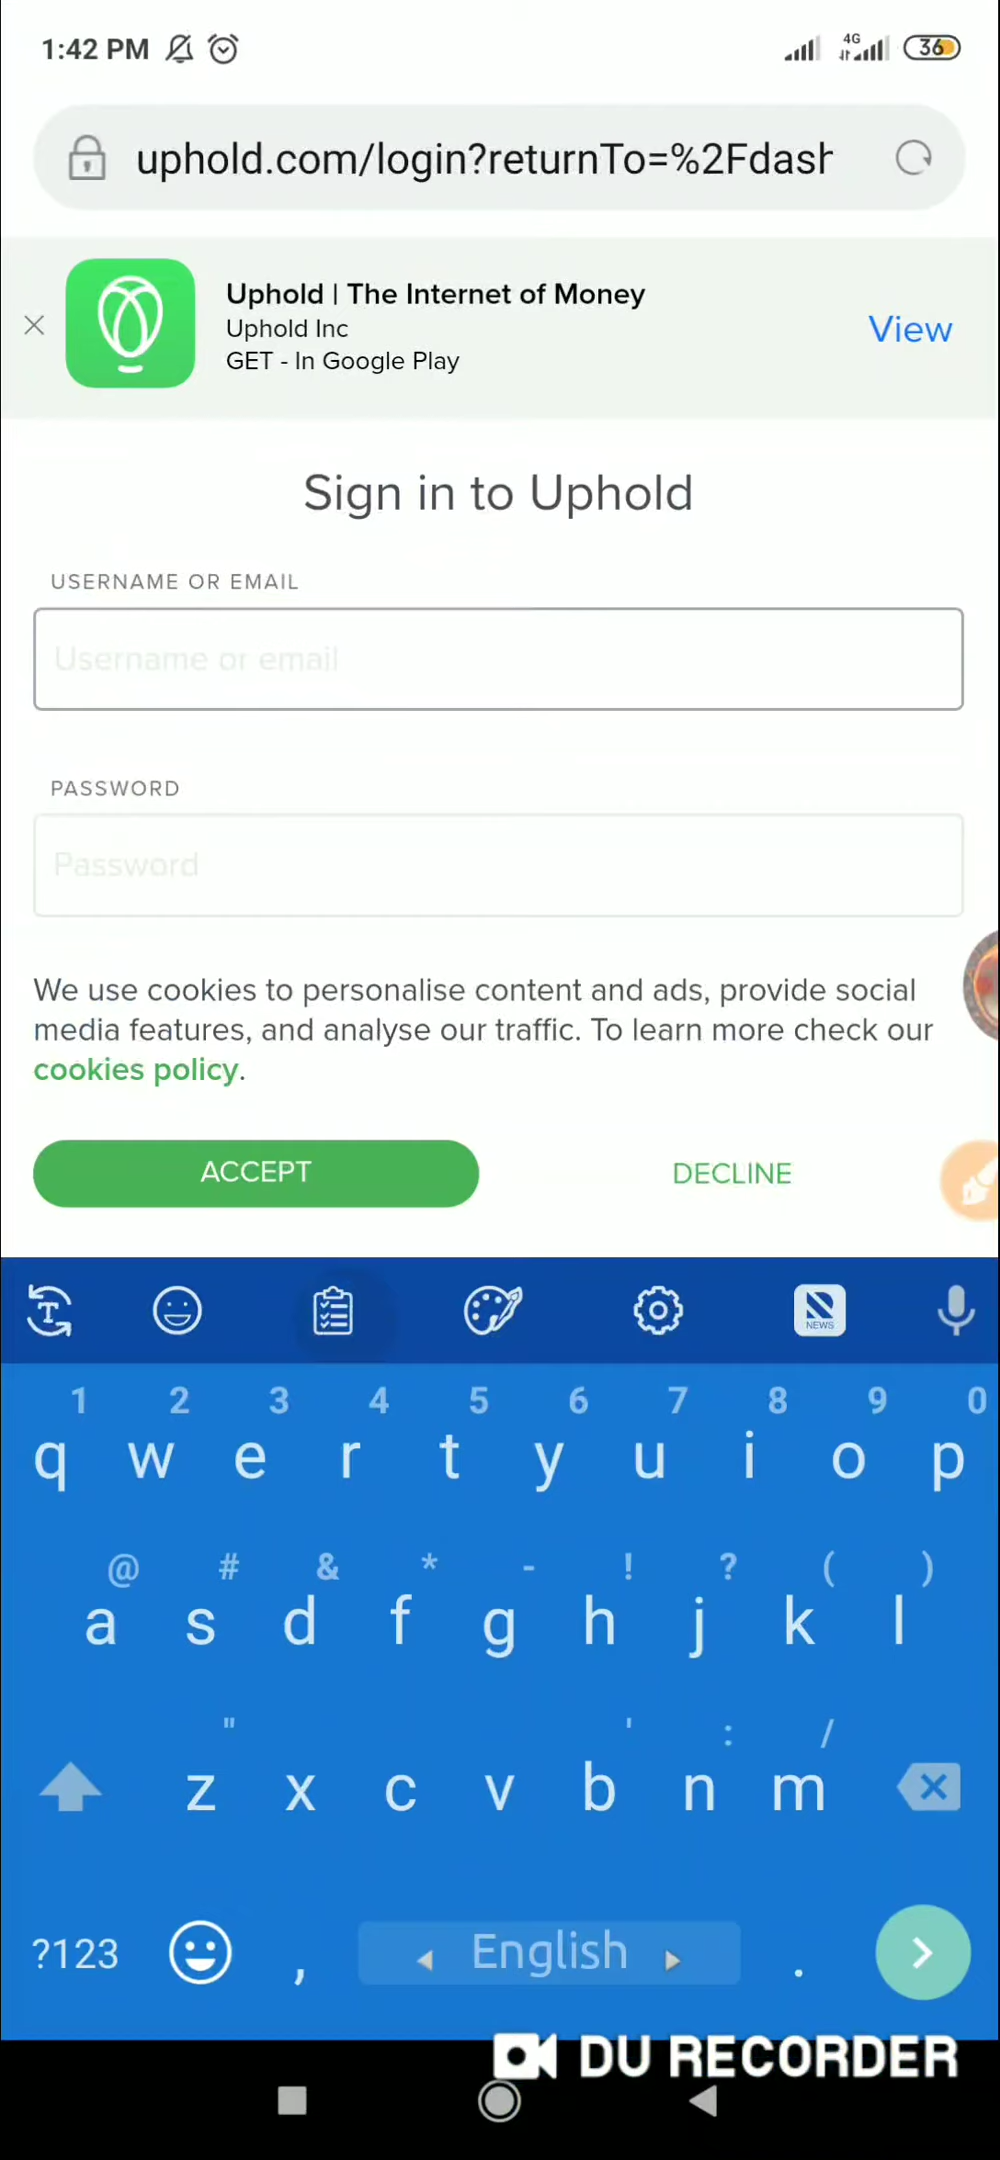 1:42 PM
4G
36
uphold.com/login?returnTo=%2Fdash
Uphold | The Internet of Money
Uphold Inc
GET - In Google Play
View
Sign in to Uphold
USERNAME OR EMAIL
Username or email
PASSWORD
Password
We use cookies to personalise content and ads, provide social
media features, and analyse our traffic. To learn more check our
cookies policy.
ACCEPT
DECLINE
T
NEWS
1 2 3 4 5 6 7 8 9 0
q w e r t y u i o p
@ # & * - ! ? ( )
a s d f g h j k l
" ' : /
z x c v b n m
?123 , English .
DU RECORDER